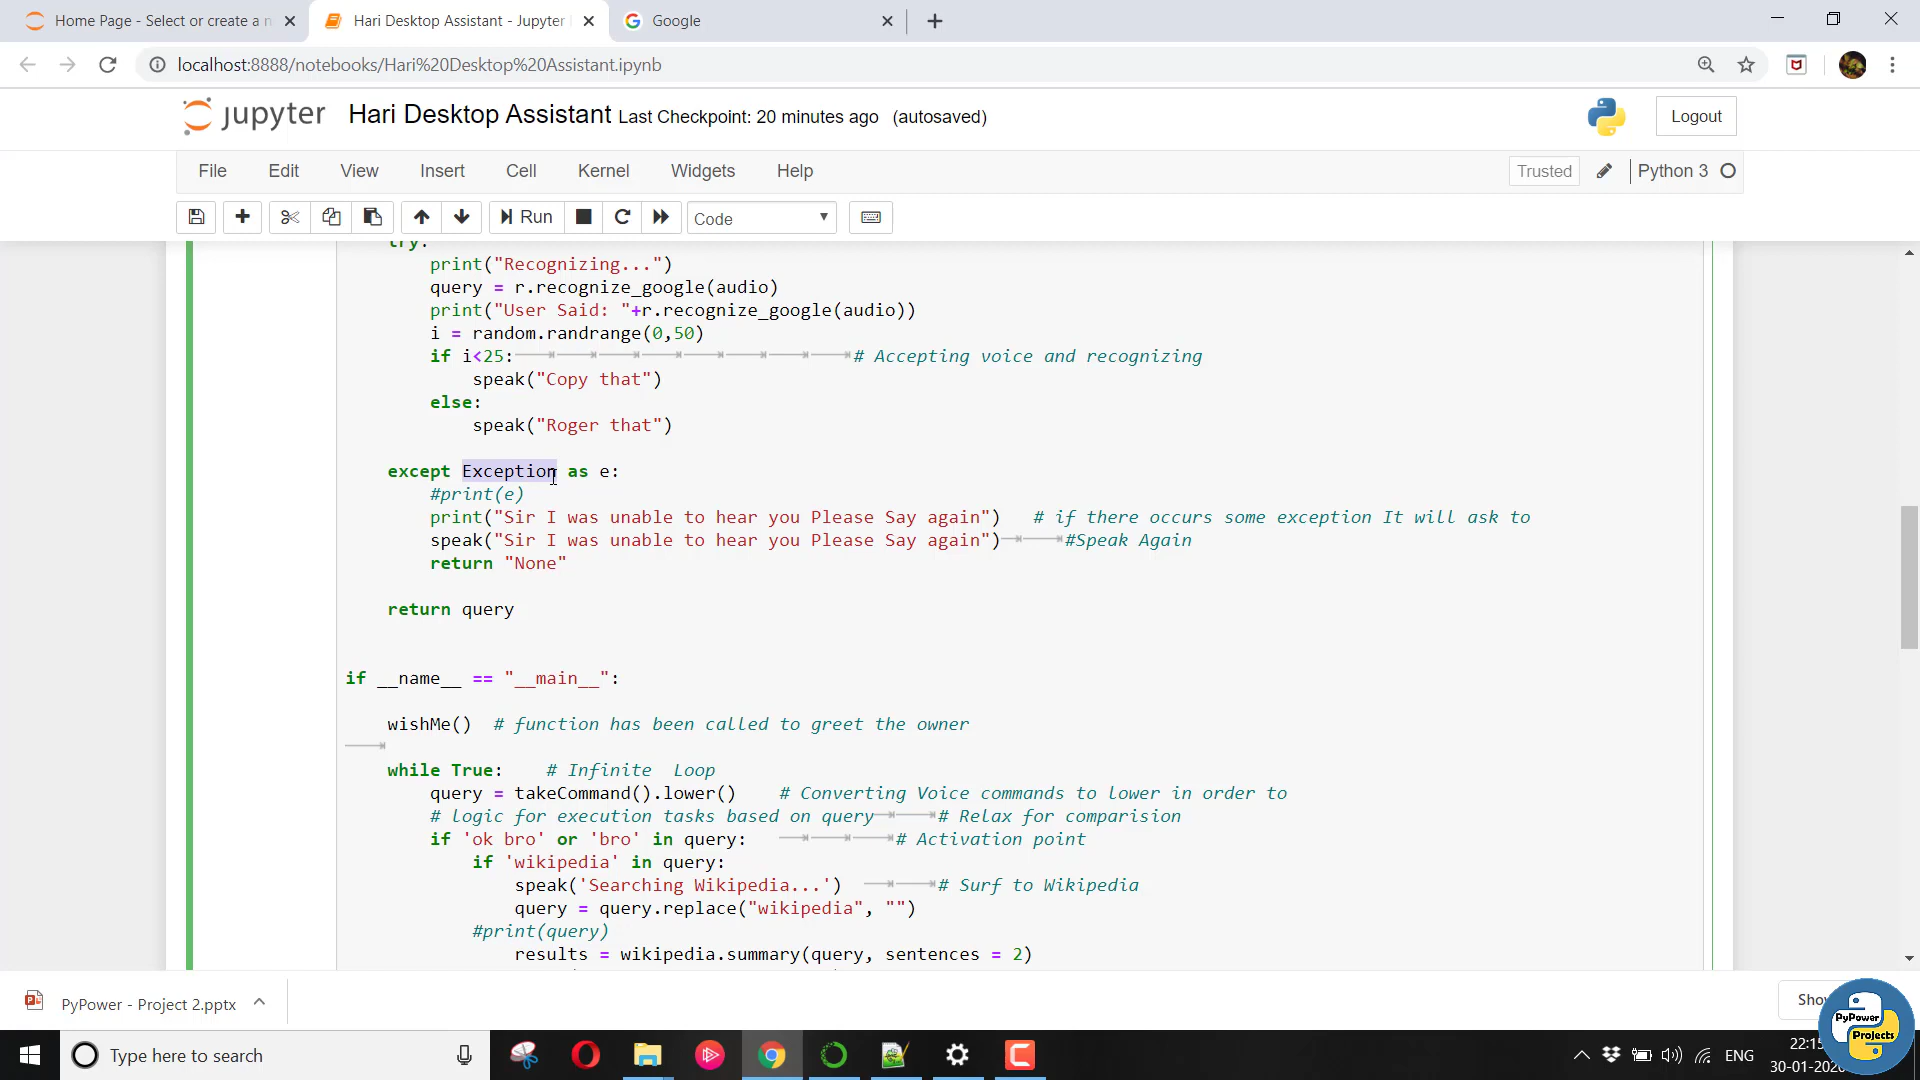 Home Page - Select or create a n
Hari Desktop Assistant - Jupyter
Google
localhost:8888/notebooks/Hari%20Desktop%20Assistant.ipynb
jupyter
Hari Desktop Assistant Last Checkpoint: 20 minutes ago (autosaved)
Logout
File Edit View Insert Cell Kernel Widgets Help
Trusted
Python 3
Run
Code
try:
print("Recognizing...")
query = r.recognize_google(audio)
print("User Said: "+r.recognize_google(audio))
i = random.randrange(0,50)
if i<25: # Accepting voice and recognizing
speak("Copy that")
else:
speak("Roger that")
except Exception as e:
#print(e)
print("Sir I was unable to hear you Please Say again") # if there occurs some exception It will ask to
speak("Sir I was unable to hear you Please Say again") #Speak Again
return "None"
return query
if __name__ == "__main__":
wishMe() # function has been called to greet the owner
while True: # Infinite Loop
query = takeCommand().lower() # Converting Voice commands to lower in order to
# logic for execution tasks based on query # Relax for comparision
if 'ok bro' or 'bro' in query: # Activation point
if 'wikipedia' in query:
speak('Searching Wikipedia...') # Surf to Wikipedia
query = query.replace("wikipedia", "")
#print(query)
results = wikipedia.summary(query, sentences = 2)
PyPower - Project 2.pptx
PyPower
Projects
Type here to search
ENG
22:15
30-01-202